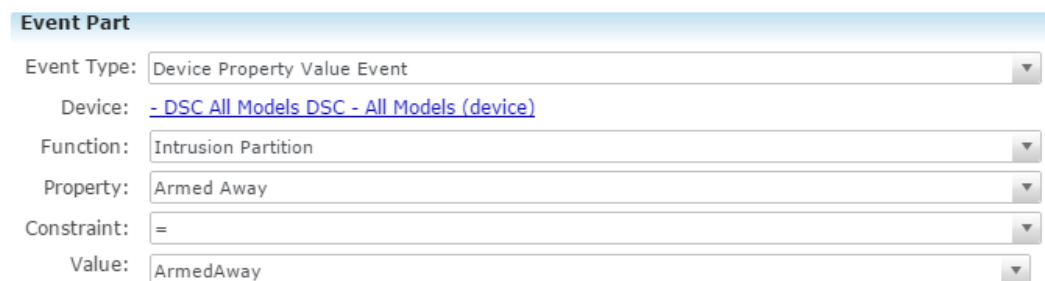 Event Part
Event Type: Device Property Value Event
Device: - DSC All Models DSC - All Models (device)
Function: Intrusion Partition
Property: Armed Away
Constraint: =
Value: ArmedAway